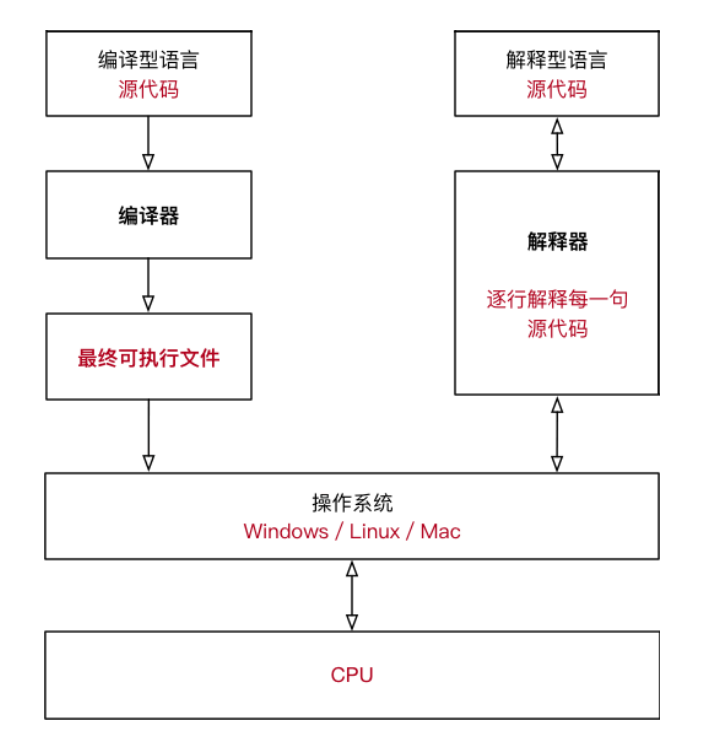 编译型语言
源代码
解释型语言
源代码
编译器
解释器
逐行解释每一句
源代码
最终可执行文件
操作系统
Windows / Linux / Mac
CPU